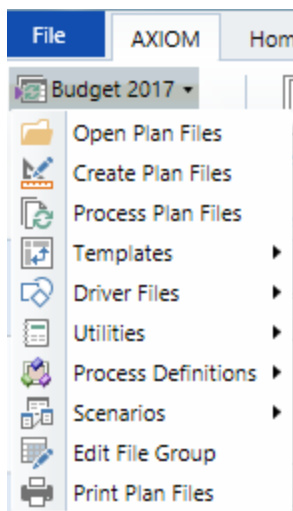 File AXIOM Hom
Budget 2017
Open Plan Files
Create Plan Files
Process Plan Files
Templates
Driver Files
Utilities
Process Definitions
Scenarios
Edit File Group
Print Plan Files